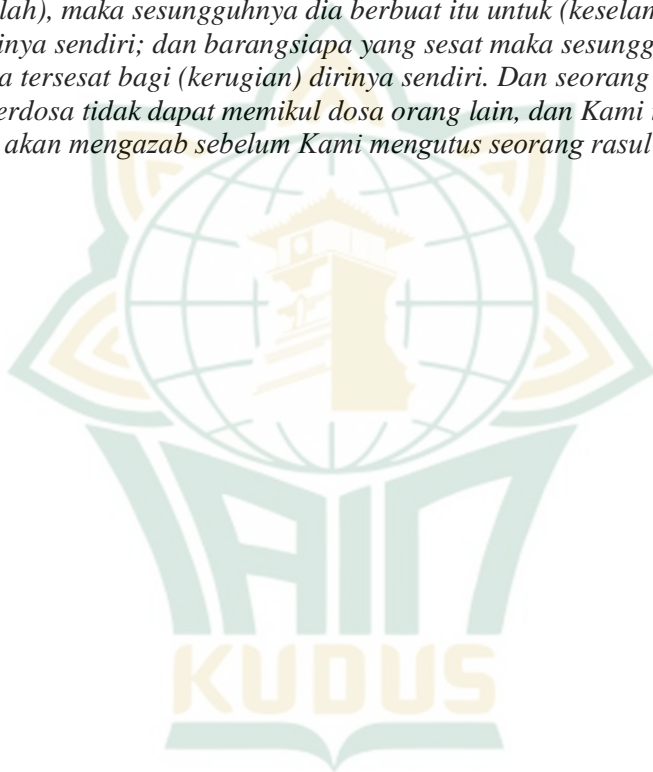 lah), maka sesungguhnya dia berbuat itu untuk (keselam
inya sendiri; dan barangsiapa yang sesat maka sesungg
a tersesat bagi (kerugian) dirinya sendiri. Dan seorang
erdosa tidak dapat memikul dosa orang lain, dan Kami
akan mengazab sebelum Kami mengutus seorang rasul
IAIN
KUDUS